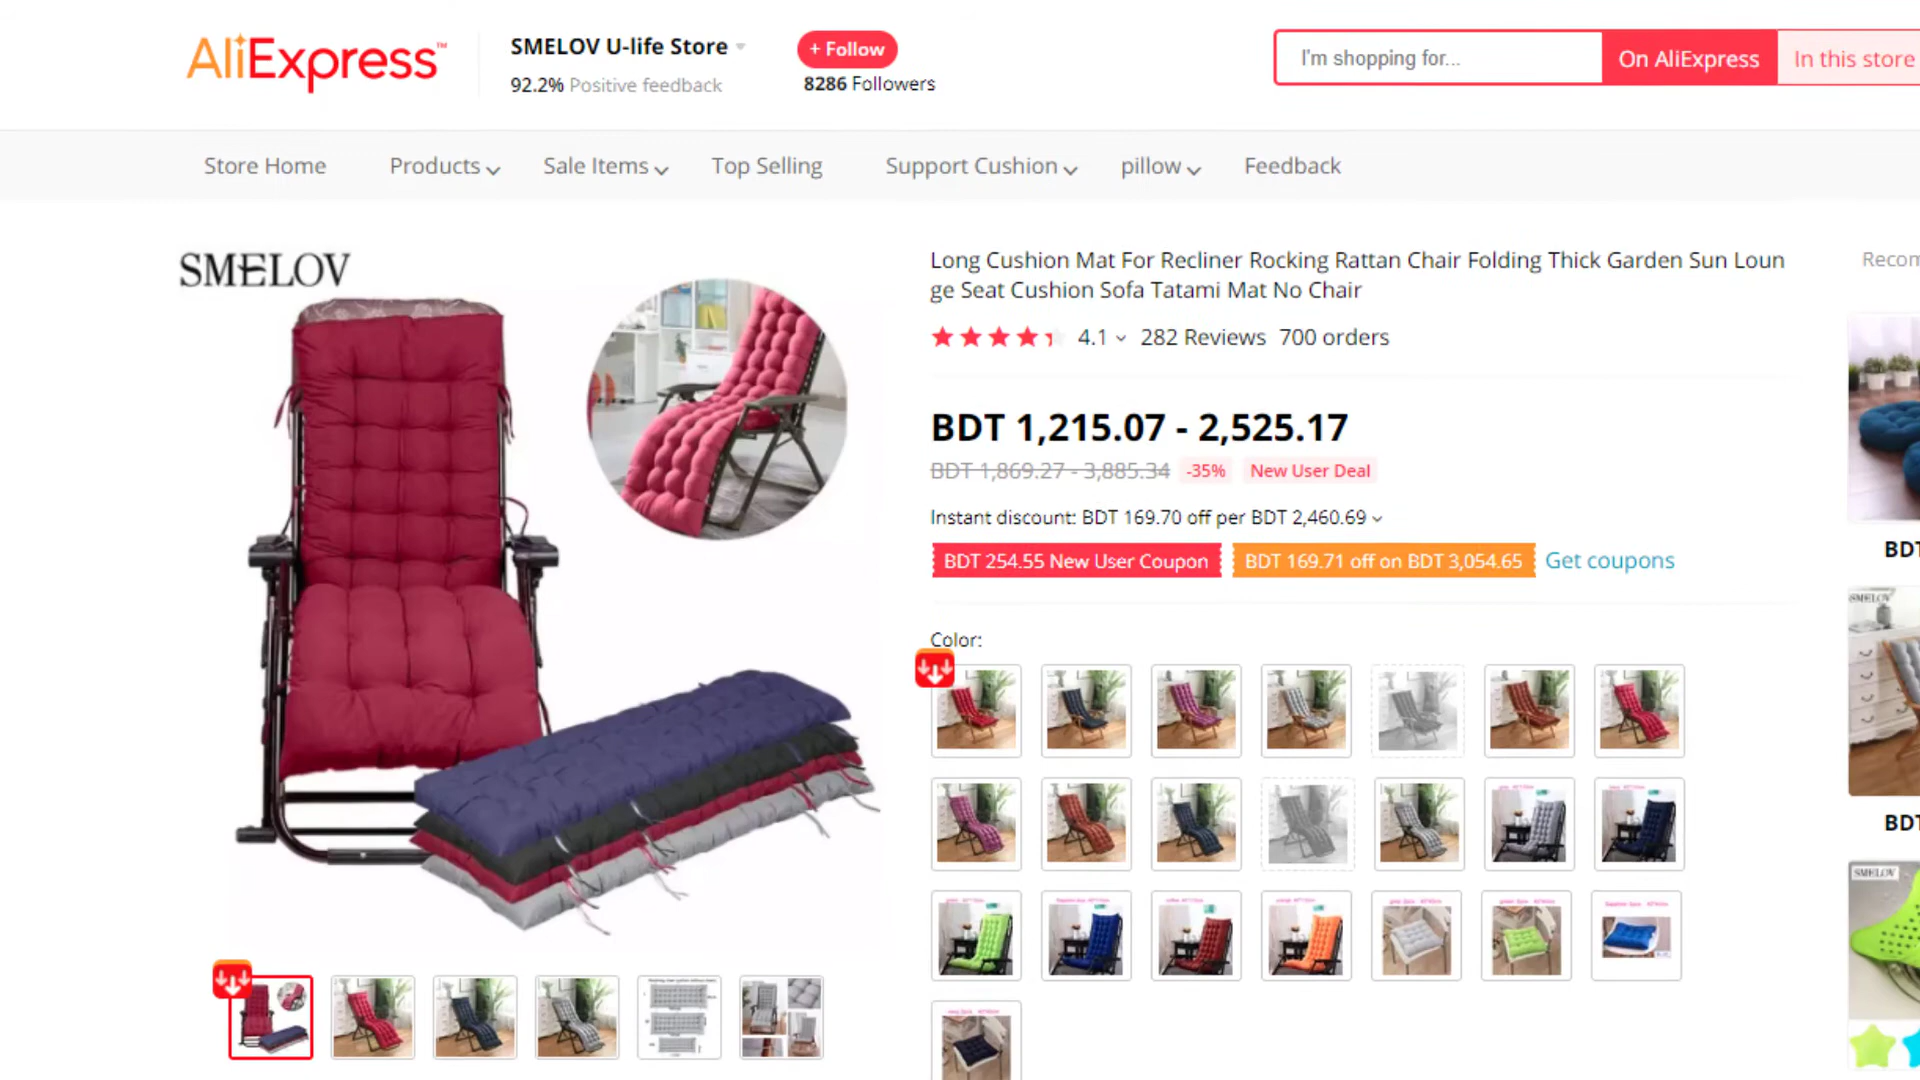 AliExpress™
SMELOV U-life Store
92.2% Positive feedback
+ Follow
8286 Followers
I'm shopping for...
On AliExpress
In this store
Store Home
Products
Sale Items
Top Selling
Support Cushion
pillow
Feedback
SMELOV
Long Cushion Mat For Recliner Rocking Rattan Chair Folding Thick Garden Sun Loun
ge Seat Cushion Sofa Tatami Mat No Chair
4.1
282 Reviews 700 orders
BDT 1,215.07 - 2,525.17
BDT 1,869.27 - 3,885.34
-35%
New User Deal
Instant discount: BDT 169.70 off per BDT 2,460.69
BDT 254.55 New User Coupon
BDT 169.71 off on BDT 3,054.65
Get coupons
Color:
Recom
BDT
SMELOV
BDT
SMELOV